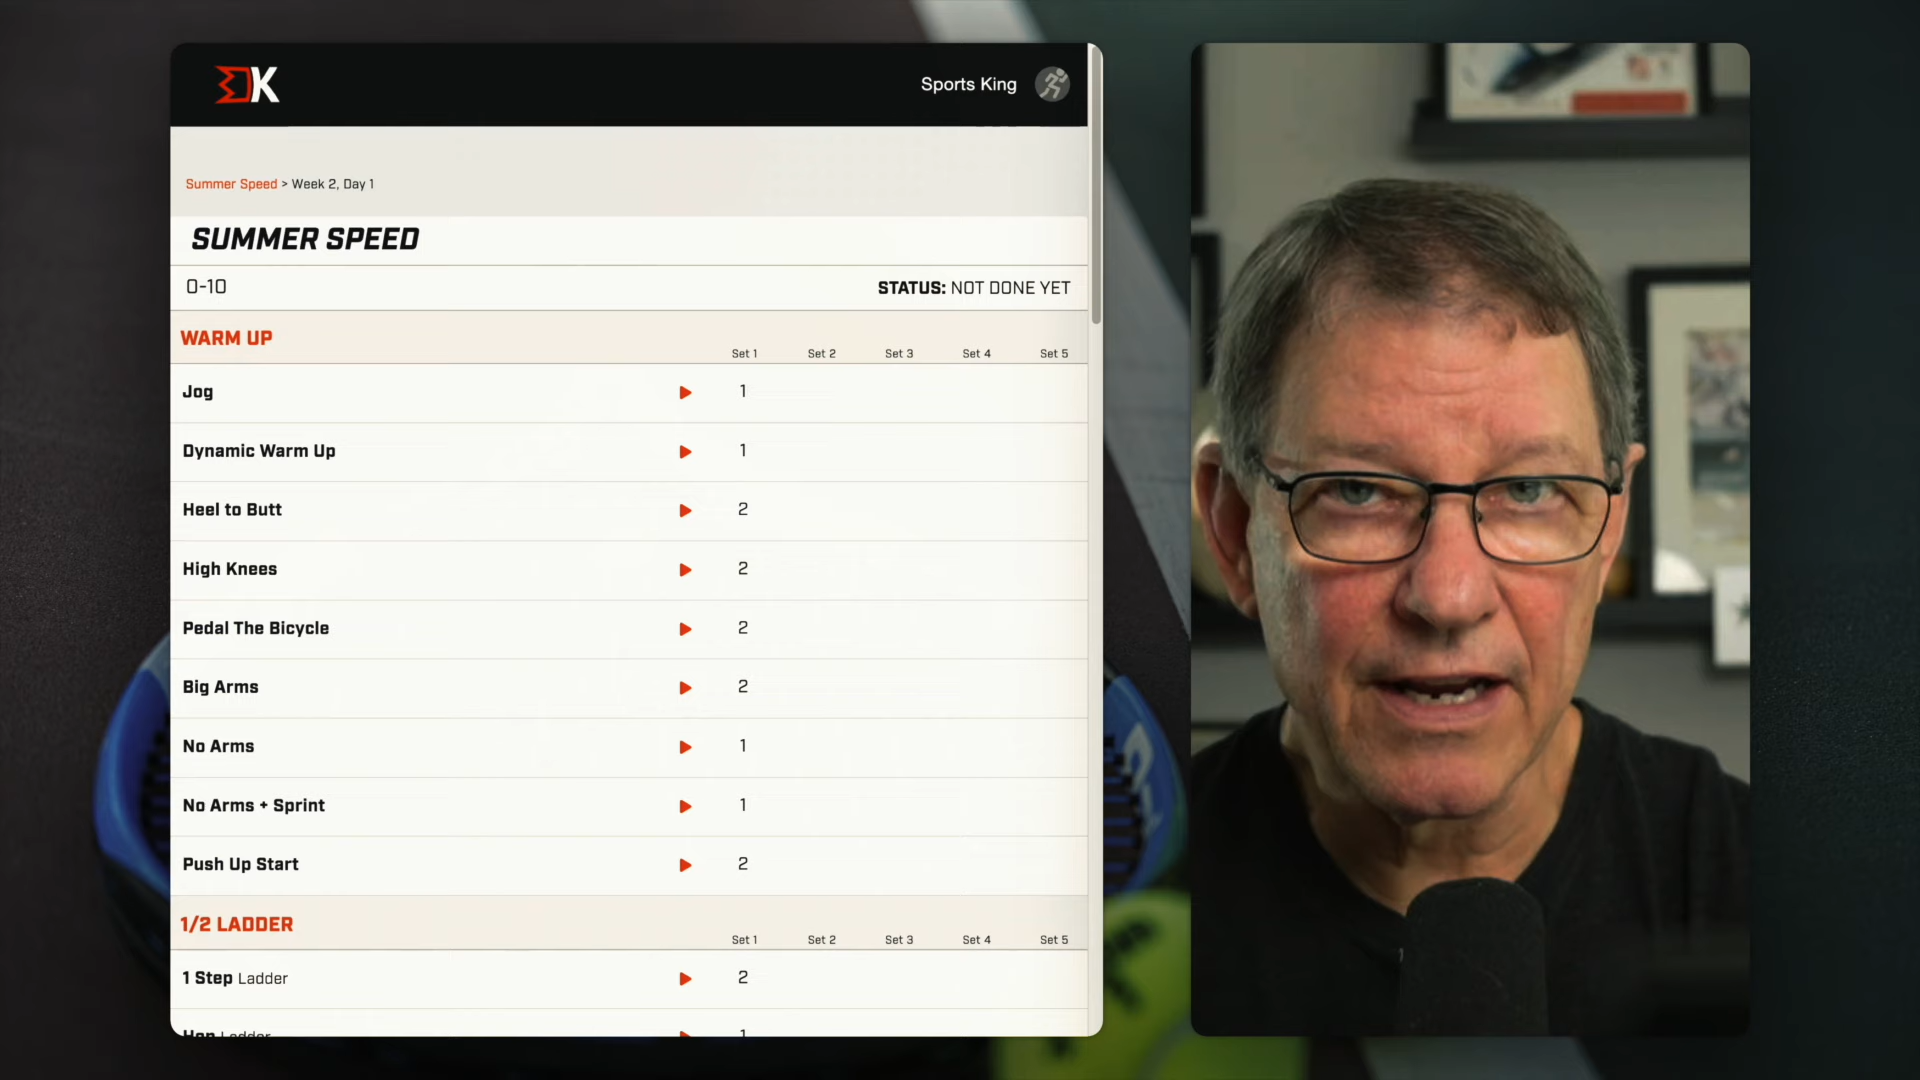 K
Sports King
Summer Speed > Week 2, Day 1
SUMMER SPEED
0-10
STATUS: NOT DONE YET
WARM UP
Set 1 Set 2 Set 3 Set 4 Set 5
Jog 1
Dynamic Warm Up 1
Heel to Butt 2
High Knees 2
Pedal The Bicycle 2
Big Arms 2
No Arms 1
No Arms + Sprint 1
Push Up Start 2
1/2 LADDER
Set 1 Set 2 Set 3 Set 4 Set 5
1 Step Ladder 2
Hop Ladder 1